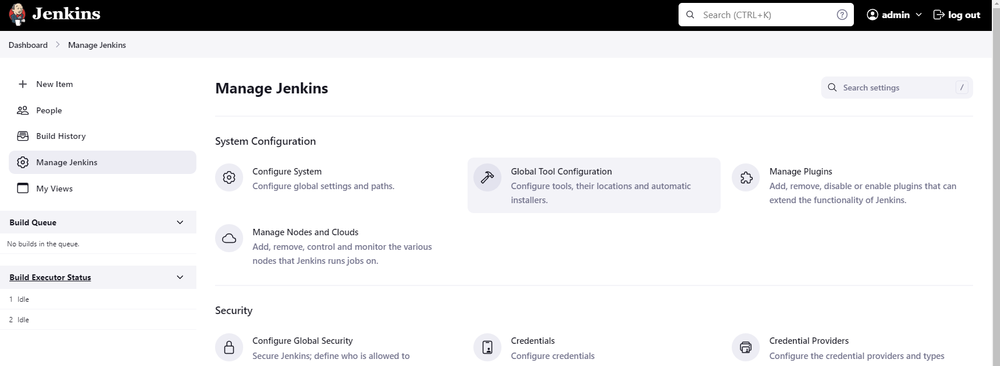 Jenkins
Search (CTRL+K)
?
admin
log out
Dashboard
Manage Jenkins
New Item
People
Build History
Manage Jenkins
My Views
Build Queue
No builds in the queue.
Build Executor Status
1 Idle
2 Idle
Manage Jenkins
Search settings
/
System Configuration
Configure System
Configure global settings and paths.
Global Tool Configuration
Configure tools, their locations and automatic
installers.
Manage Plugins
Add, remove, disable or enable plugins that can
extend the functionality of Jenkins.
Manage Nodes and Clouds
Add, remove, control and monitor the various
nodes that Jenkins runs jobs on.
Security
Configure Global Security
Secure Jenkins; define who is allowed to
Credentials
Configure credentials
Credential Providers
Configure the credential providers and types